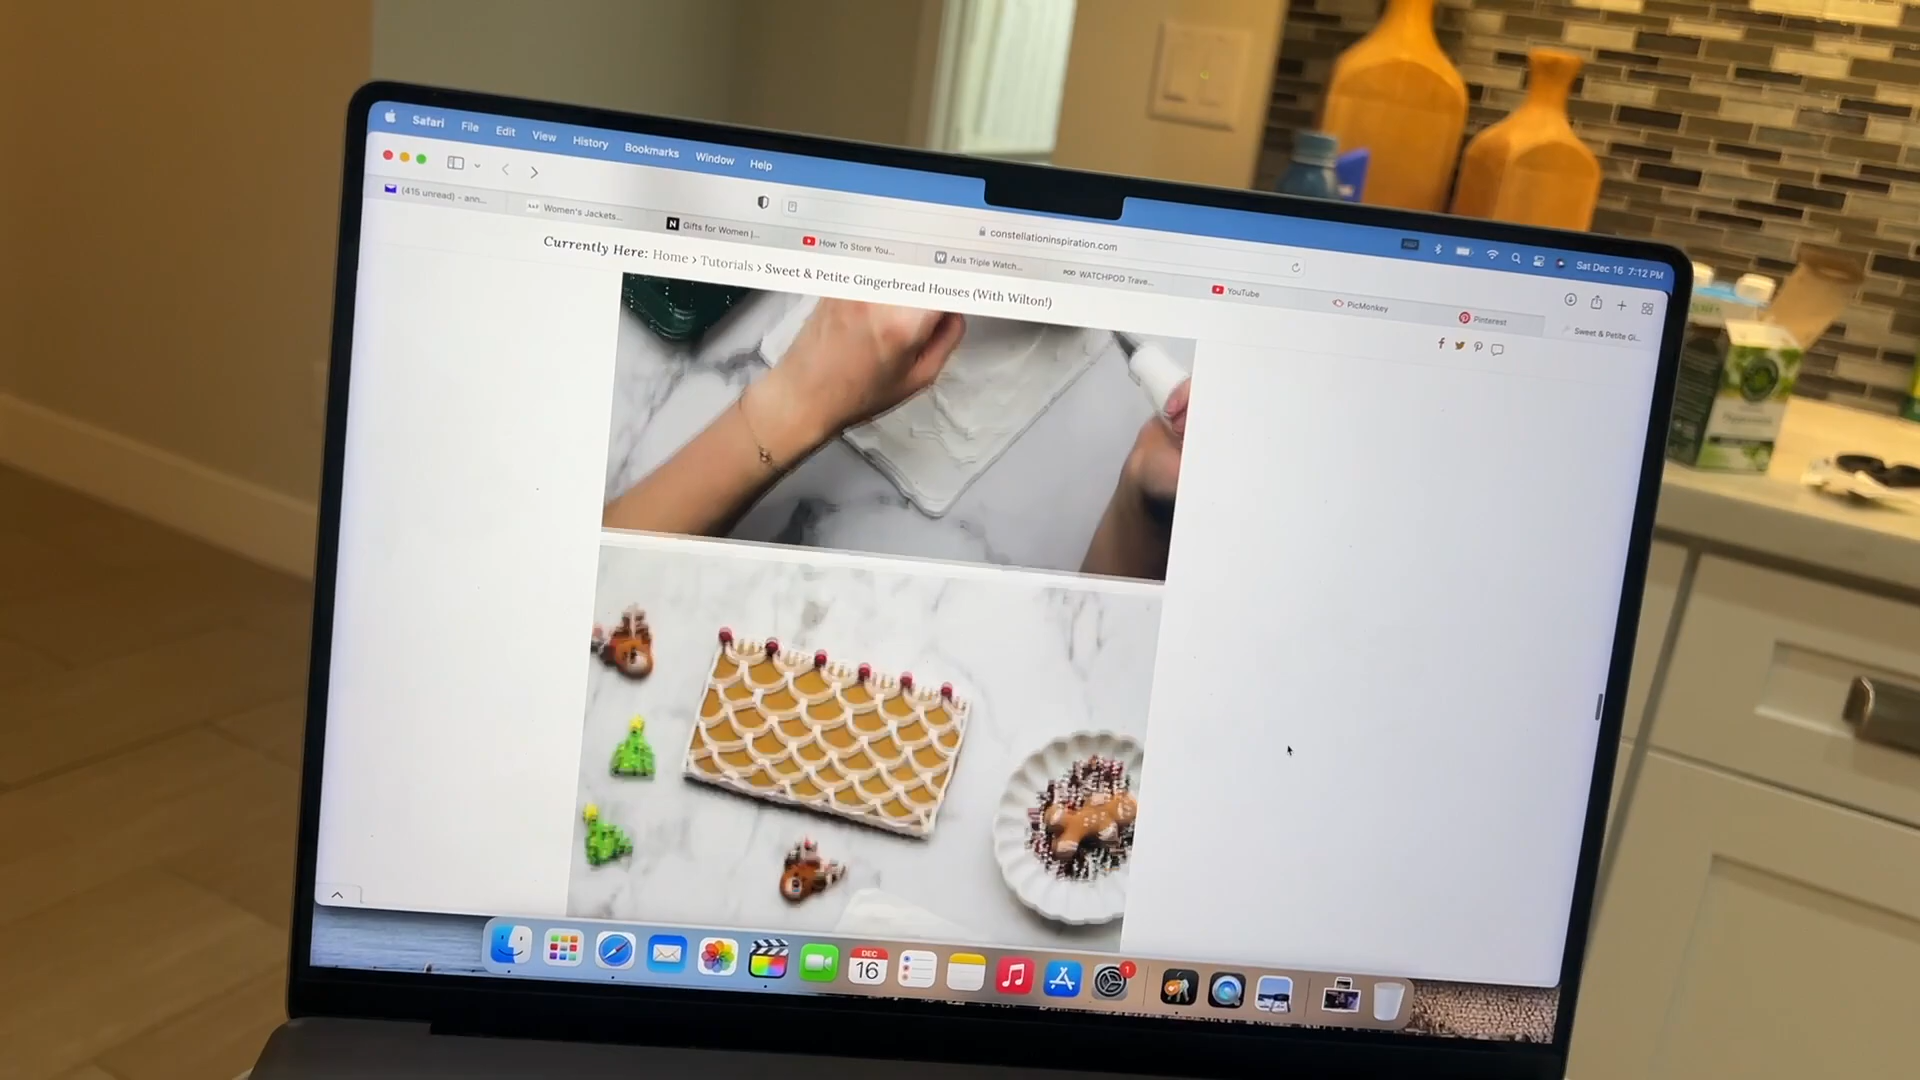 Safari File Edit View History Bookmarks Window Help
Sat Dec 16 7:12 PM
constellationinspiration.com
(415 unread) - ann...
Women's Jackets...
N Gifts for Women |...
How To Store You...
W Axis Triple Watch...
POD WATCHPOD Trave...
YouTube
PicMonkey
Pinterest
Sweet & Petite Gi...
Currently Here: Home › Tutorials › Sweet & Petite Gingerbread Houses (With Wilton!)
DEC
16
1